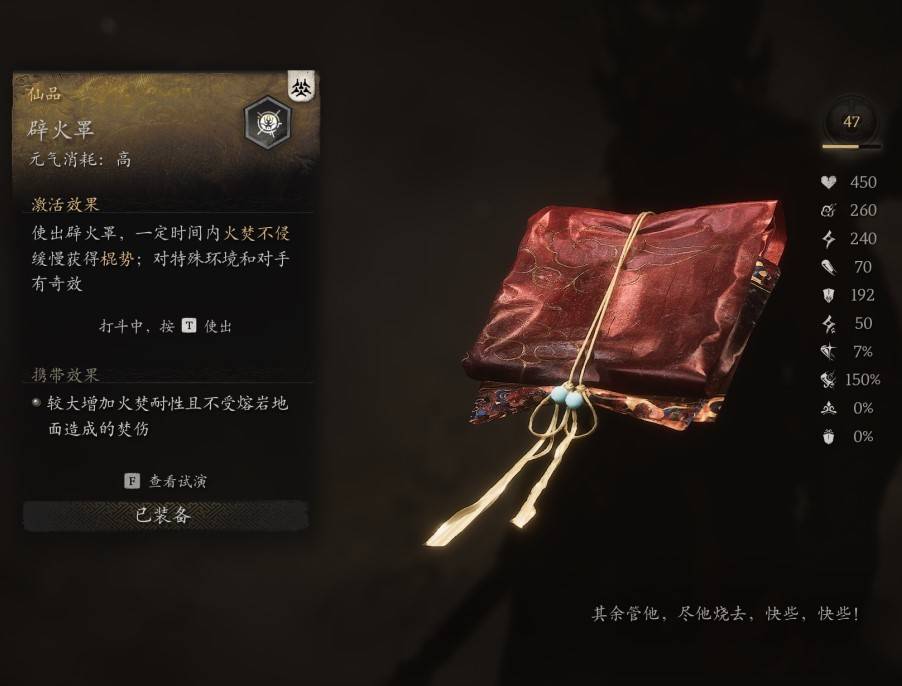 仙品
辟火罩
元气消耗：高
激活效果
使出辟火罩，一定时间内火焚不侵
缓慢获得棍势；对特殊环境和对手
有奇效
打斗中，按 T 使出
携带效果
较大增加火焚耐性且不受熔岩地
面造成的焚伤
F 查看试演
已装备
47
450
260
240
70
192
50
7%
150%
0%
0%
其余管他，尽他烧去，快些，快些！